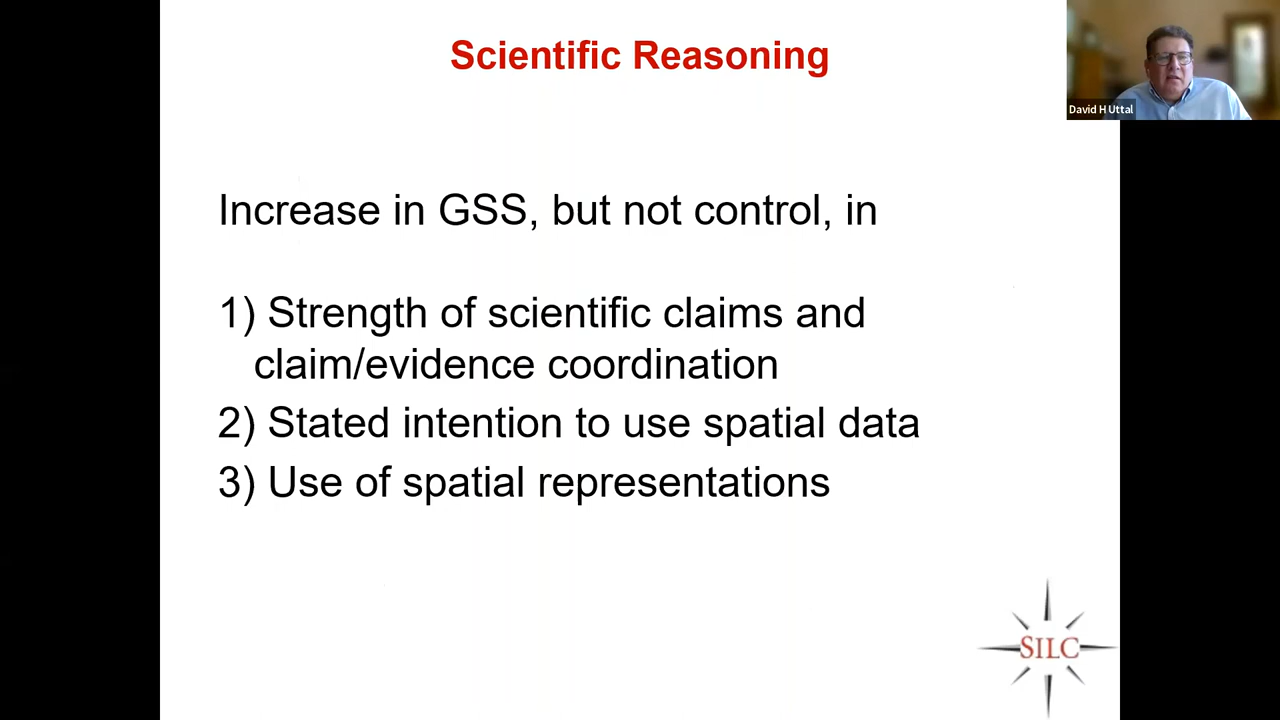 Scientific Reasoning
David H Uttal
Increase in GSS, but not control, in
1) Strength of scientific claims and
claim/evidence coordination
2) Stated intention to use spatial data
3) Use of spatial representations
SILC